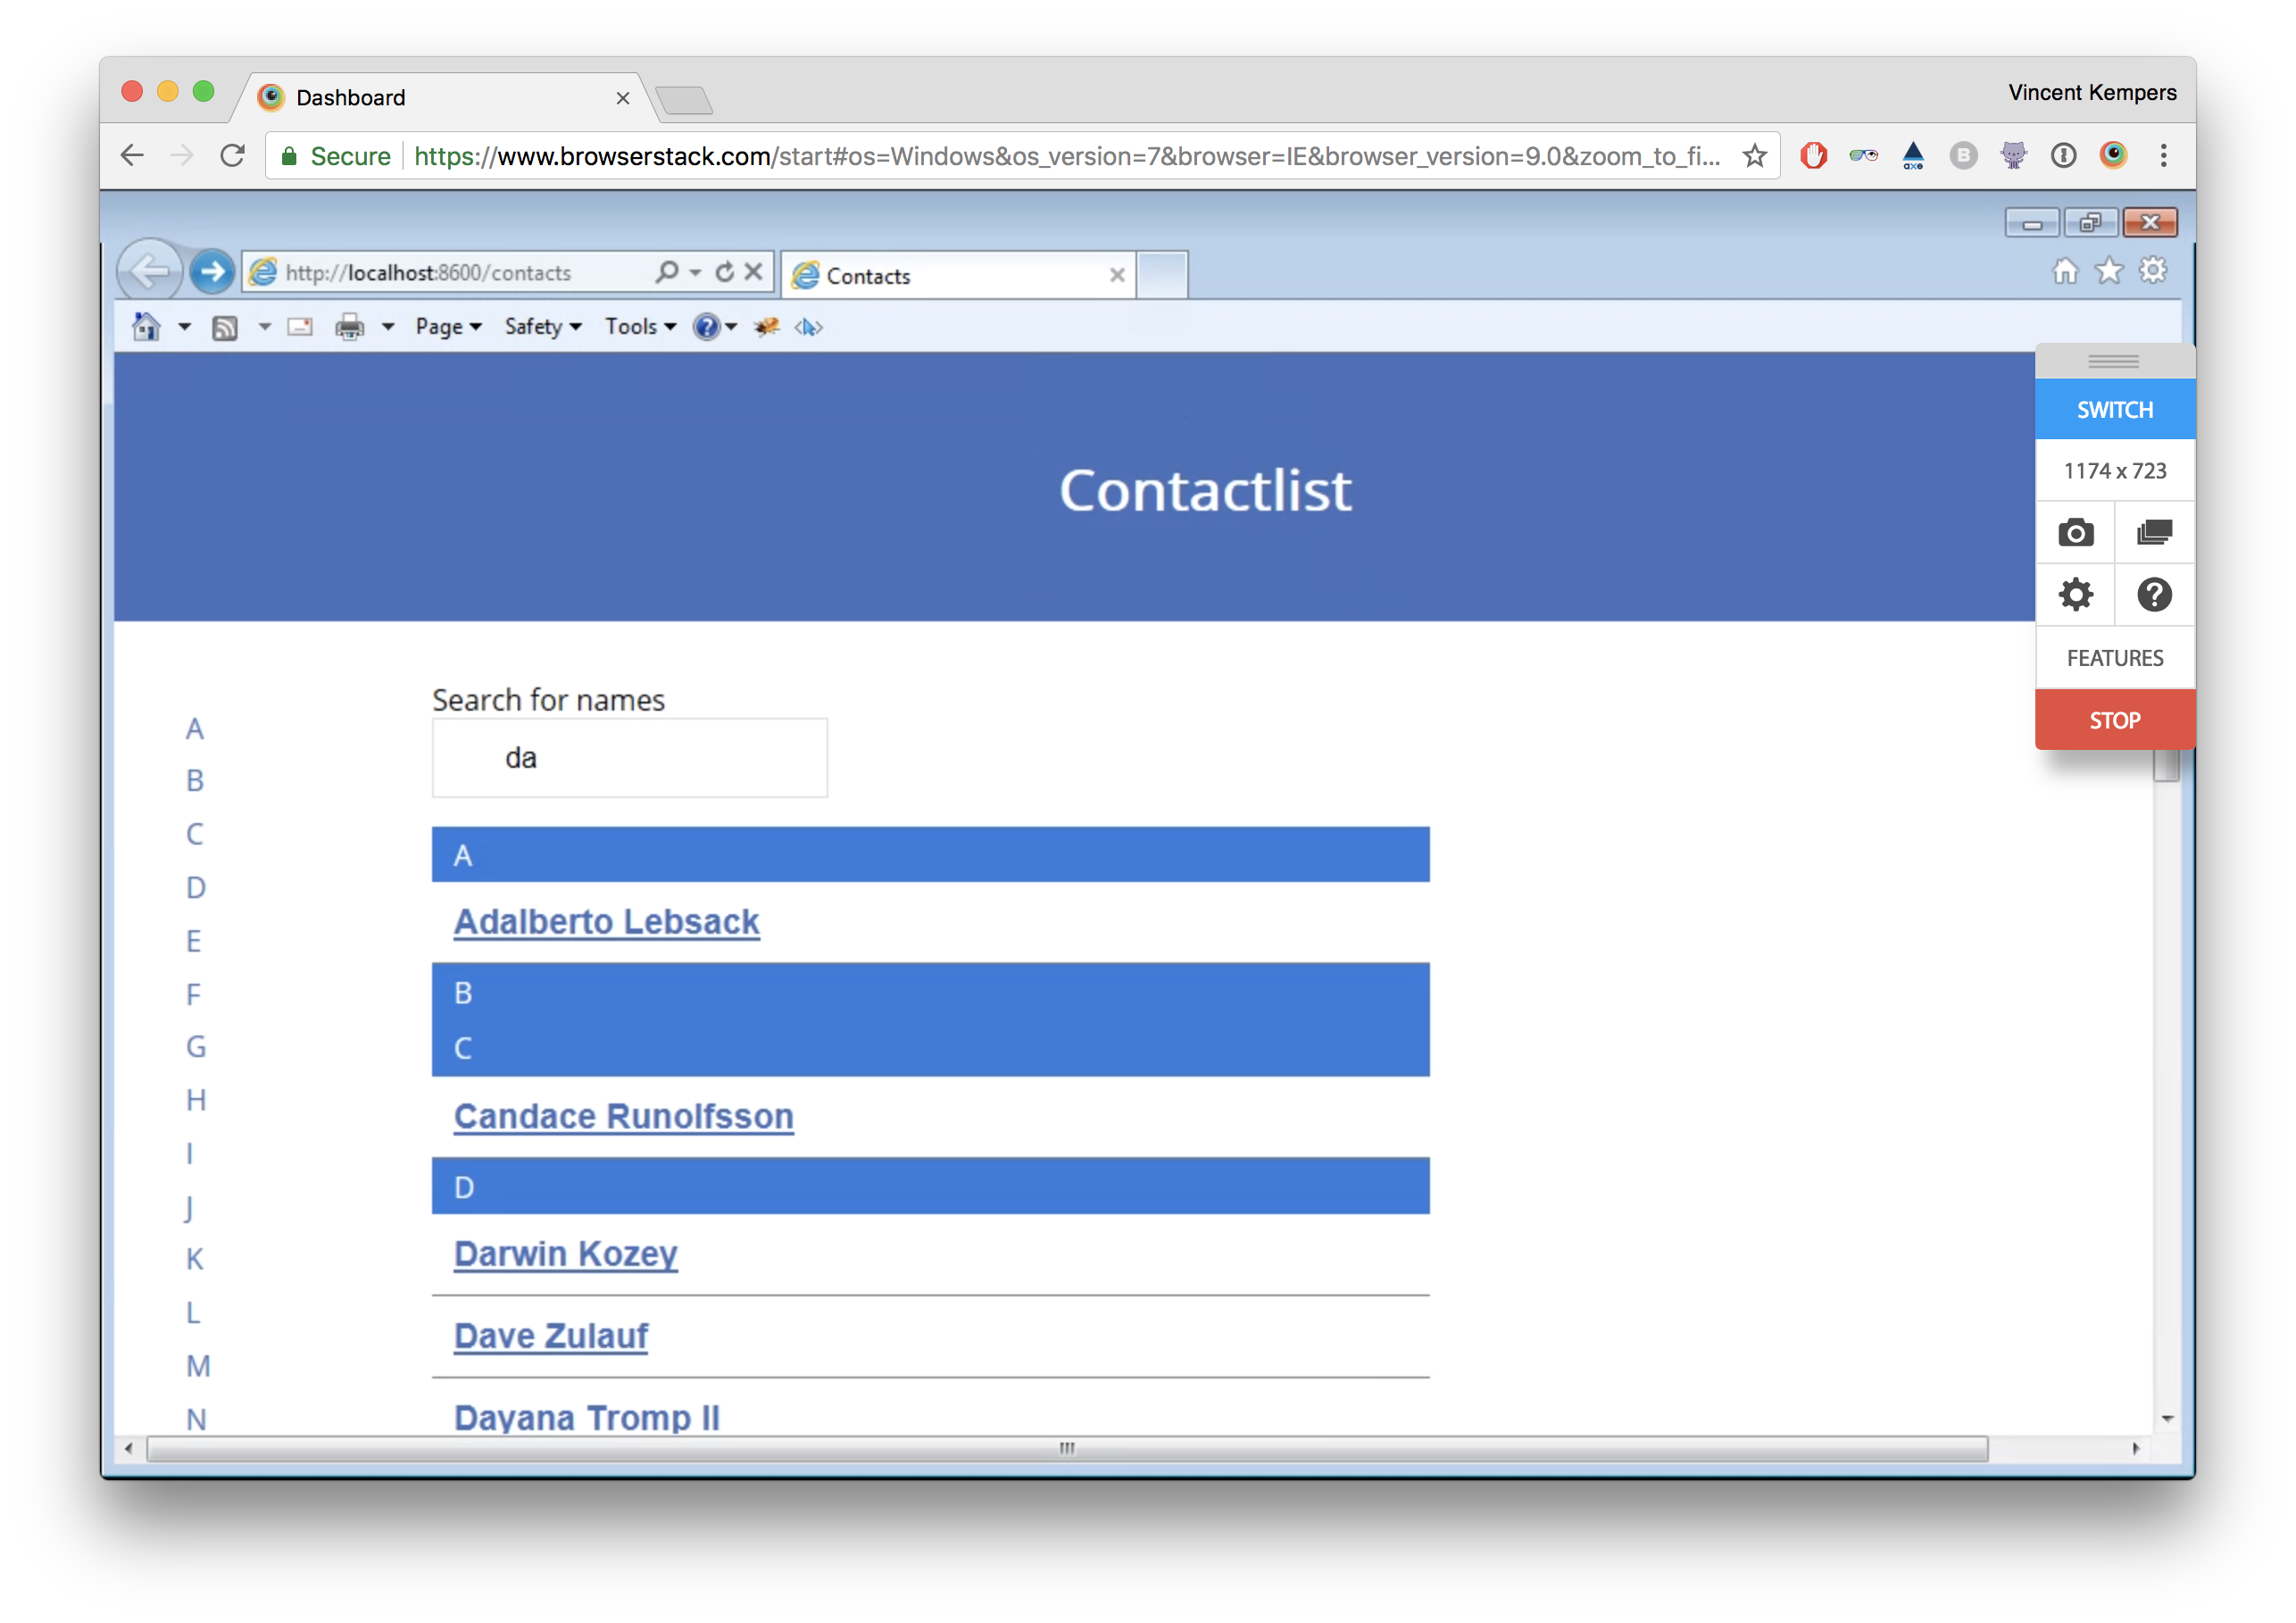 Dashboard
Vincent Kempers
Secure https://www.browserstack.com/start#os=Windows&os_version=7&browser=IE&browser_version=9.0&zoom_to_fi...
axe
B
http://localhost:8600/contacts
Contacts
Page
Safety
Tools
SWITCH
1174 x 723
FEATURES
STOP
Contactlist
A
B
C
D
E
F
G
H
I
J
K
L
M
N
Search for names
da
A
Adalberto Lebsack
B
C
Candace Runolfsson
D
Darwin Kozey
Dave Zulauf
Dayana Tromp II